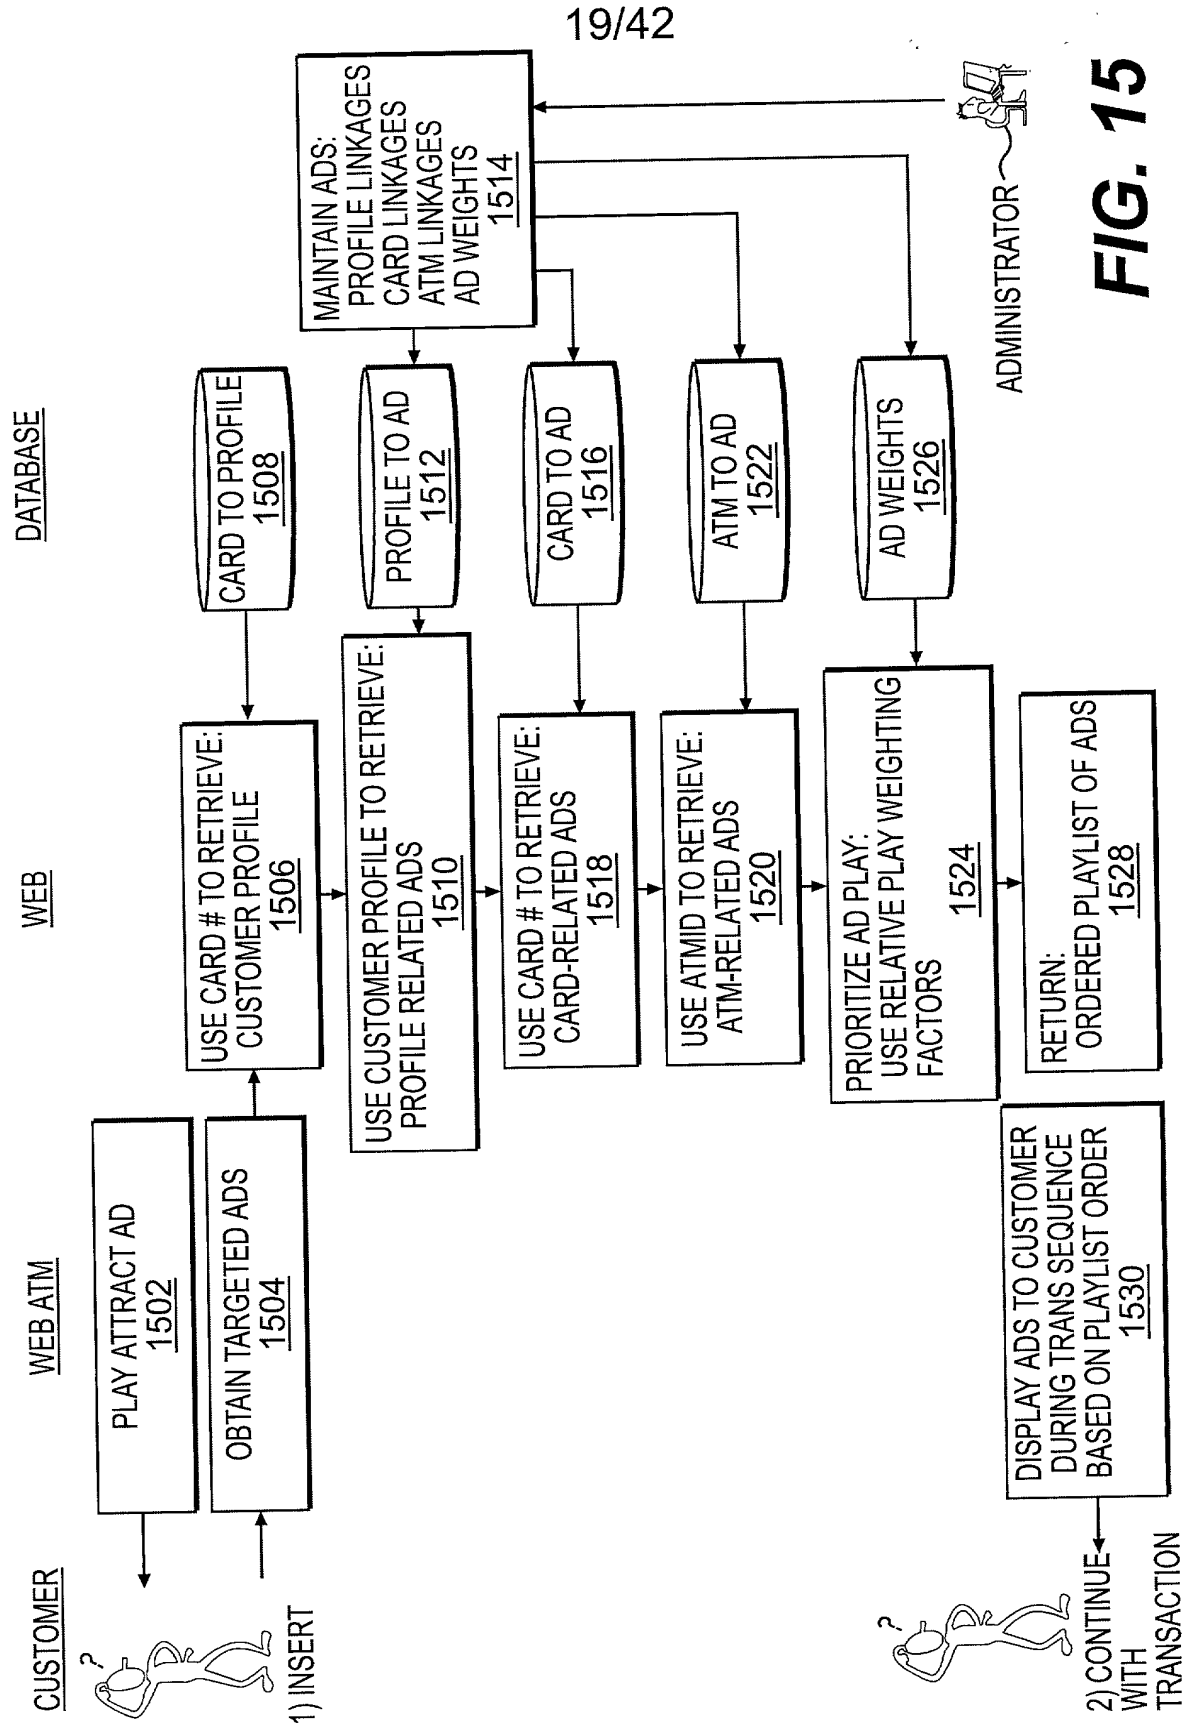 19/42
CUSTOMER
WEB ATM
WEB
DATABASE
?
1) INSERT
PLAY ATTRACT AD
1502
OBTAIN TARGETED ADS
1504
USE CARD # TO RETRIEVE:
CUSTOMER PROFILE
1506
CARD TO PROFILE
1508
USE CUSTOMER PROFILE TO RETRIEVE:
PROFILE RELATED ADS
1510
PROFILE TO AD
1512
MAINTAIN ADS:
PROFILE LINKAGES
CARD LINKAGES
ATM LINKAGES
AD WEIGHTS
1514
USE CARD # TO RETRIEVE:
CARD-RELATED ADS
1518
CARD TO AD
1516
USE ATMID TO RETRIEVE:
ATM-RELATED ADS
1520
ATM TO AD
1522
PRIORITIZE AD PLAY:
USE RELATIVE PLAY WEIGHTING
FACTORS
1524
AD WEIGHTS
1526
RETURN:
ORDERED PLAYLIST OF ADS
1528
DISPLAY ADS TO CUSTOMER
DURING TRANS SEQUENCE
BASED ON PLAYLIST ORDER
1530
?
2) CONTINUE
WITH
TRANSACTION
ADMINISTRATOR
FIG. 15